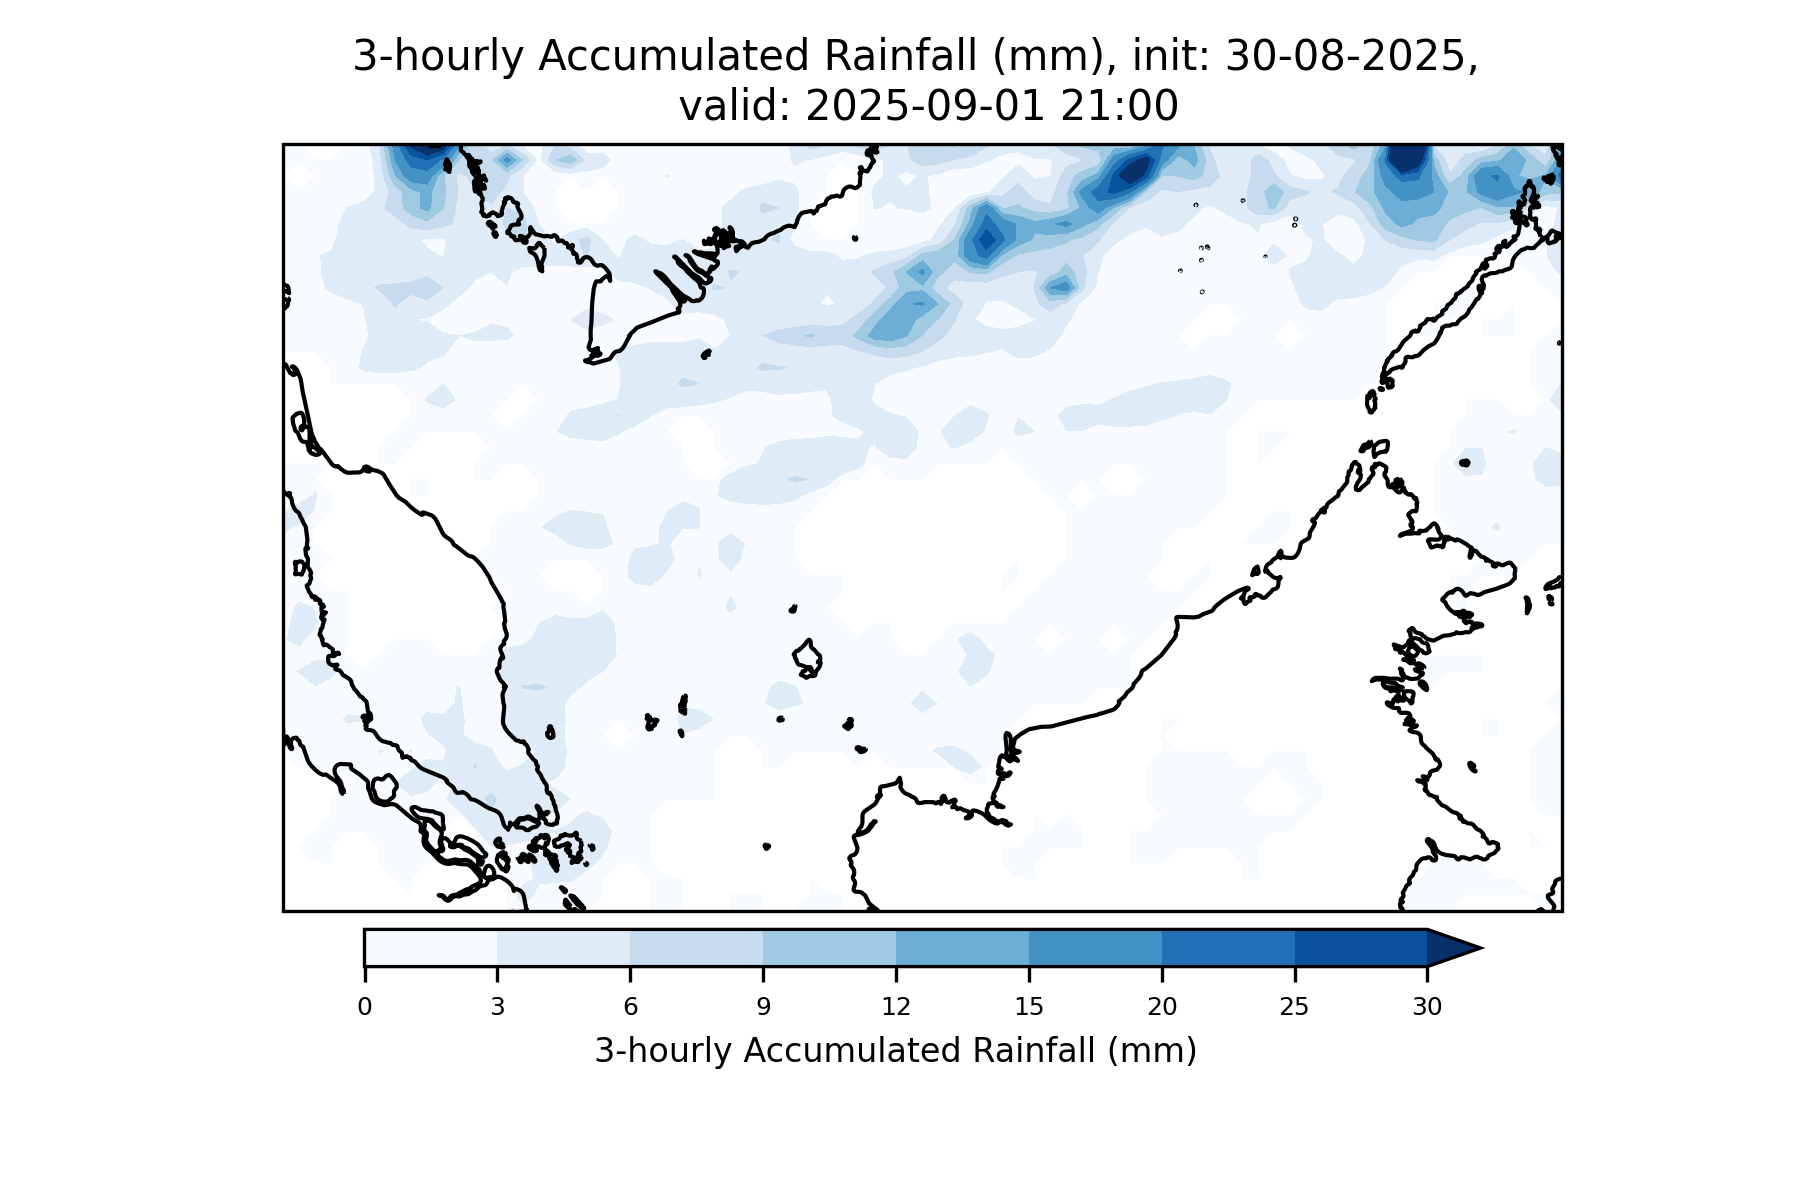 3-hourly Accumulated Rainfall (mm), init: 30-08-2025,
valid: 2025-09-01 21:00
0 3 6 9 12 15 20 25 30
3-hourly Accumulated Rainfall (mm)